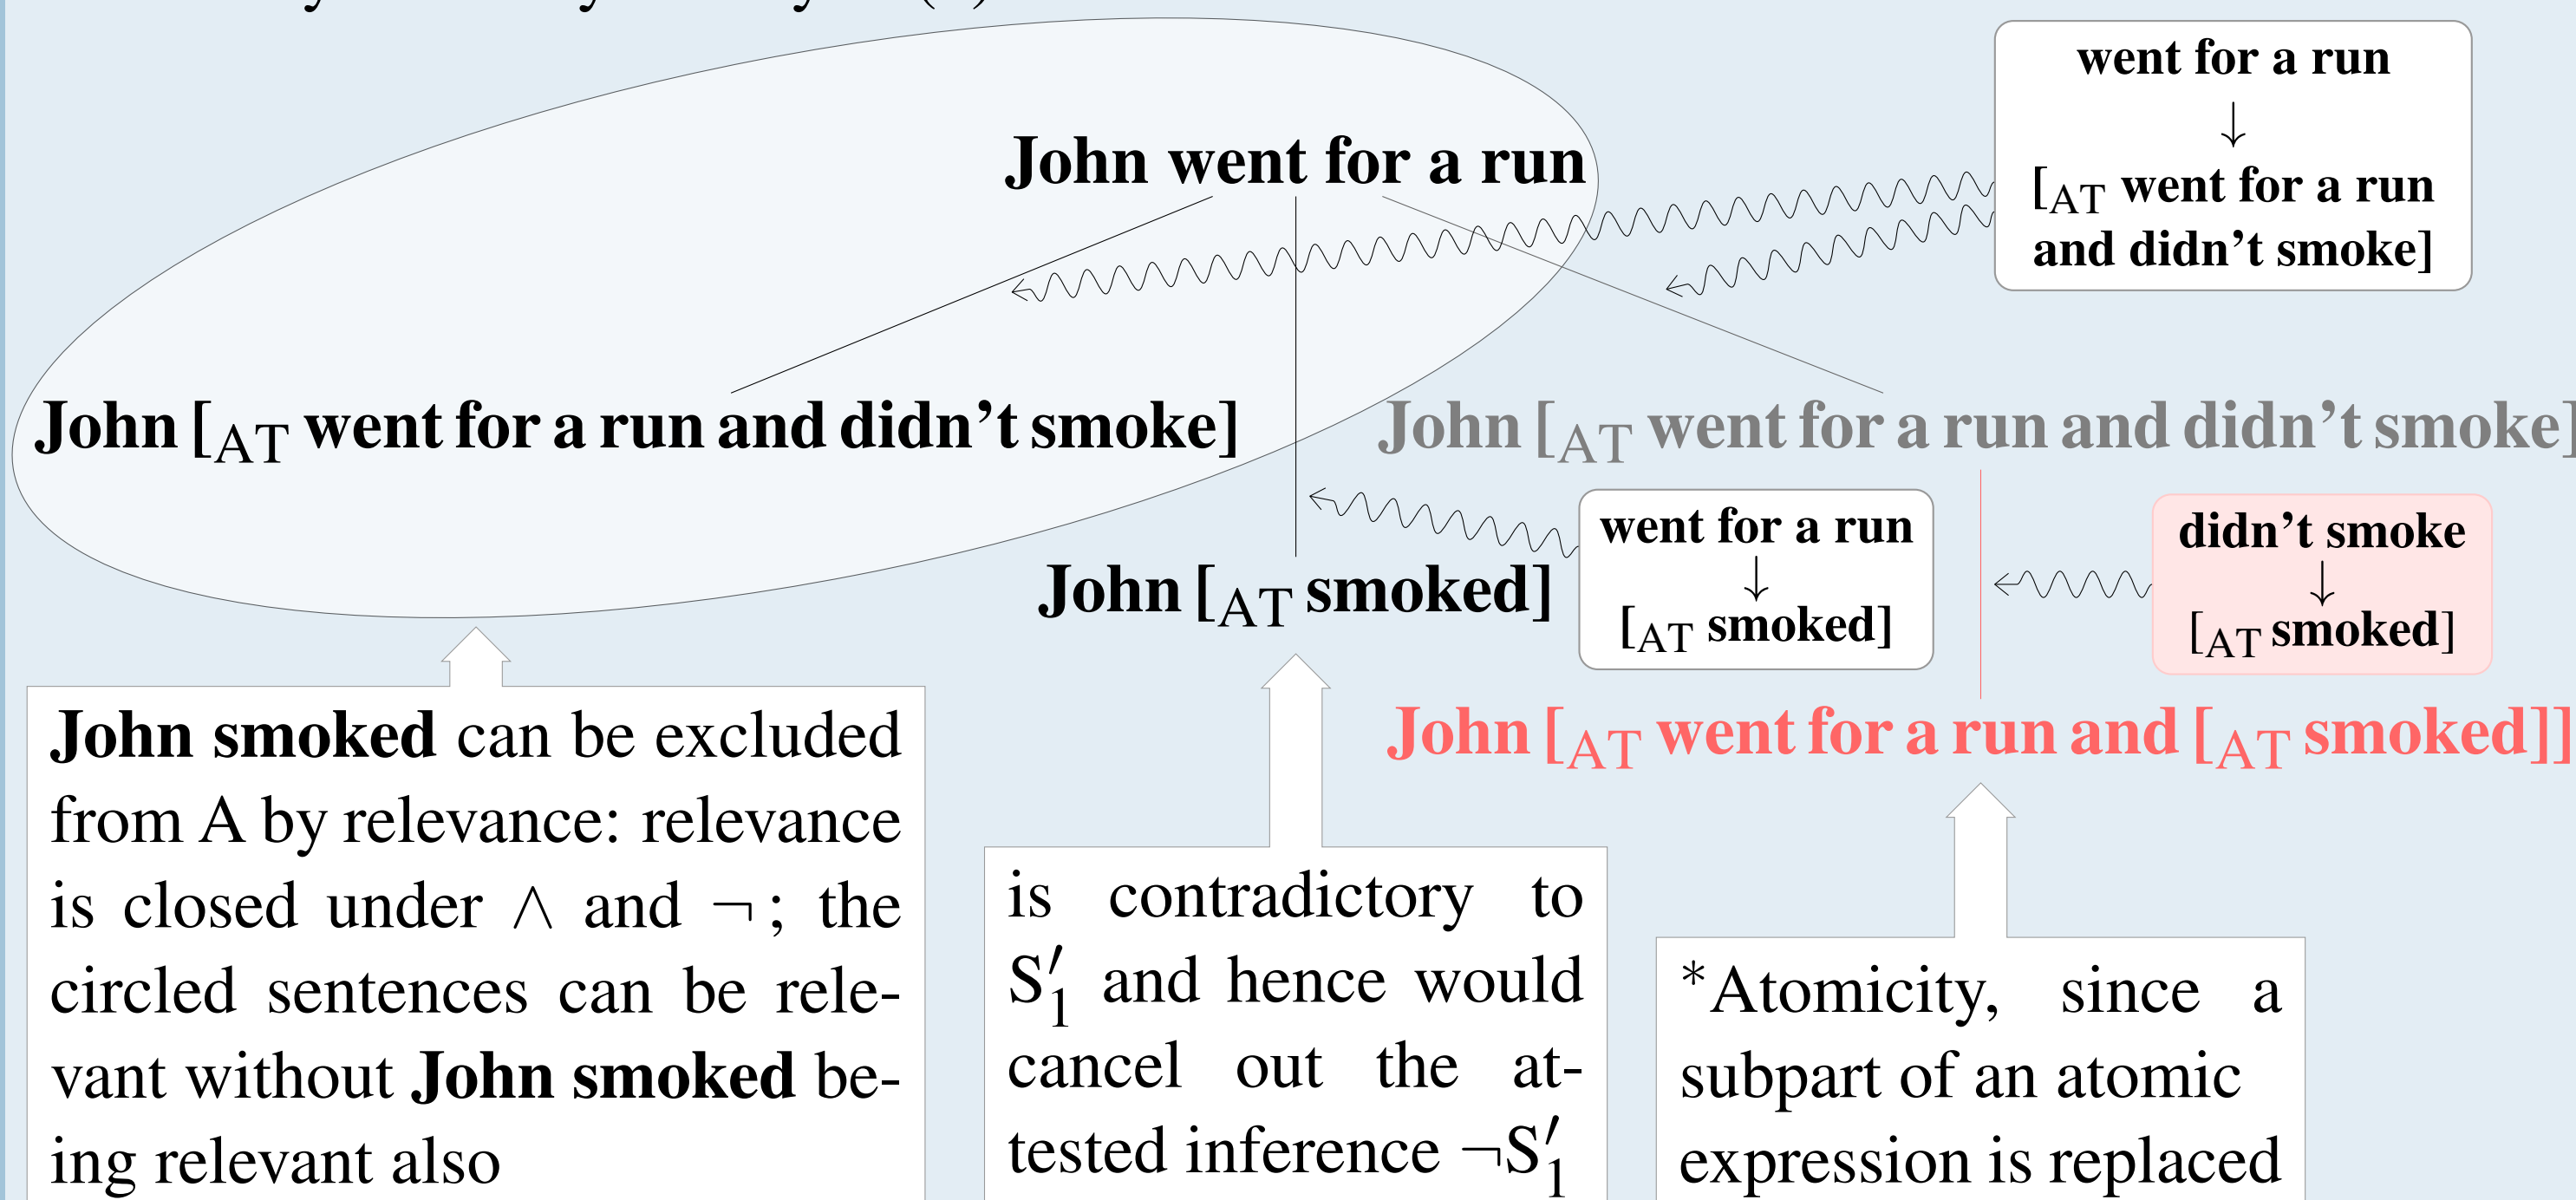 John went for a run
went for a run
↓
[AT went for a run
and didn’t smoke]
John [AT went for a run and didn’t smoke]
John [AT went for a run and didn’t smoke]
John [AT smoked]
went for a run
↓
[AT smoked]
didn’t smoke
↓
[AT smoked]
John [AT went for a run and [AT smoked]]
John smoked can be excluded
from A by relevance: relevance
is closed under ∧ and ¬; the
circled sentences can be rele-
vant without John smoked be-
ing relevant also
is contradictory to
S′1 and hence would
cancel out the at-
tested inference ¬S′1
*Atomicity, since a
subpart of an atomic
expression is replaced